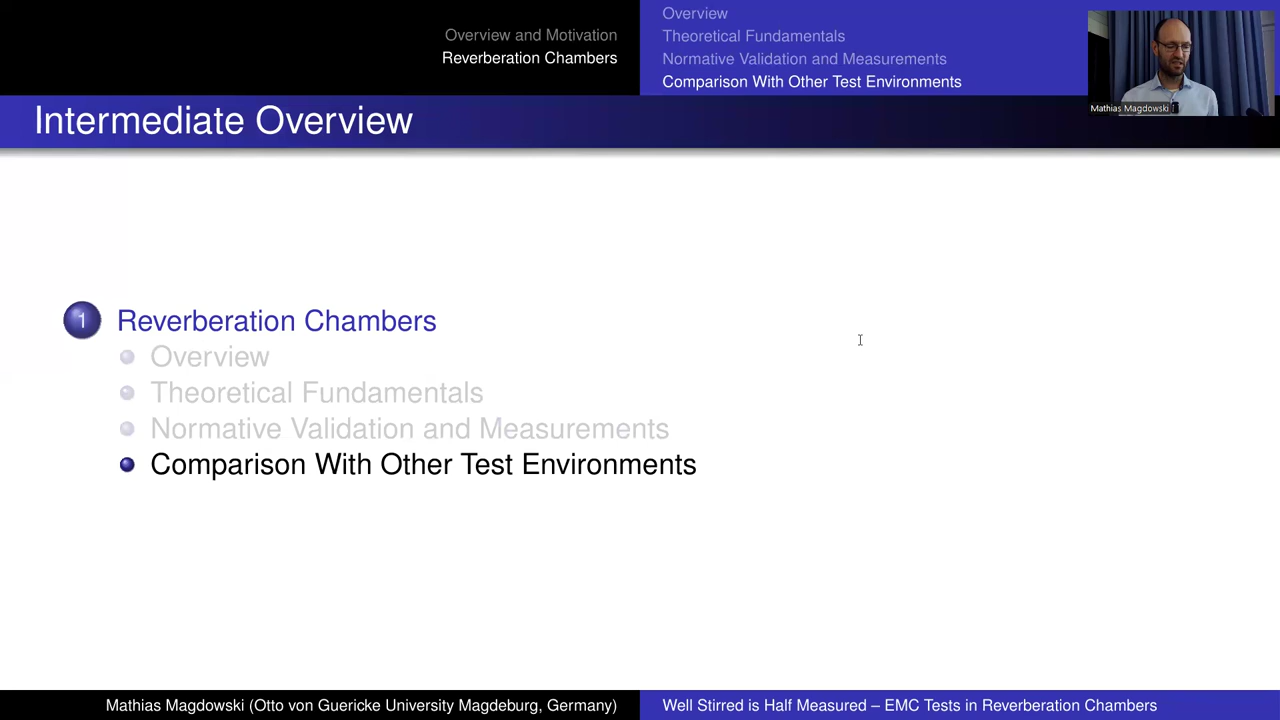 Overview and Motivation
Reverberation Chambers
Overview
Theoretical Fundamentals
Normative Validation and Measurements
Comparison With Other Test Environments
Mathias Magdowski
Intermediate Overview
1 Reverberation Chambers
Overview
Theoretical Fundamentals
Normative Validation and Measurements
Comparison With Other Test Environments
Mathias Magdowski (Otto von Guericke University Magdeburg, Germany)
Well Stirred is Half Measured – EMC Tests in Reverberation Chambers